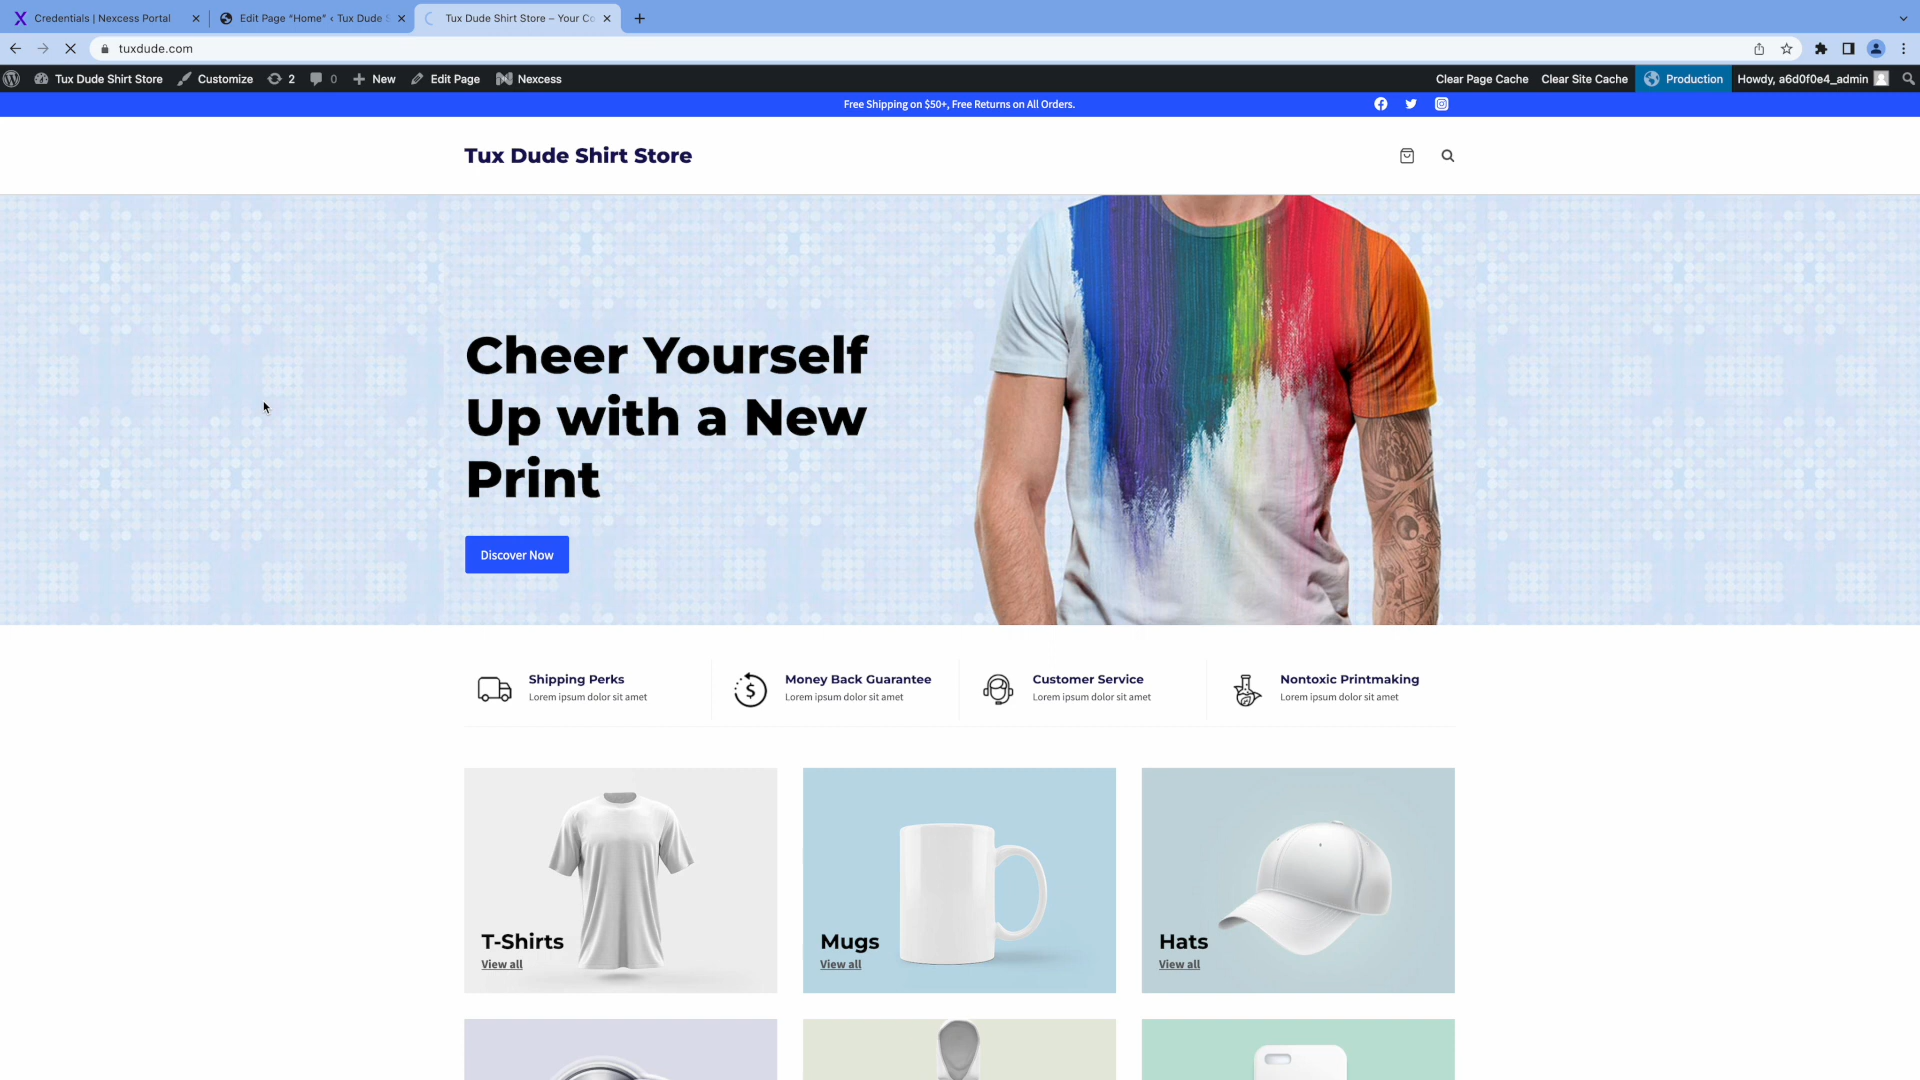 Credentials | Nexcess Portal
Edit Page “Home” ‹ Tux Dude
Tux Dude Shirt Store – Your Co
tuxdude.com
Tux Dude Shirt Store
Customize
2
0
New
Edit Page
Nexcess
Clear Page Cache
Clear Site Cache
Production
Howdy, a6d0f0e4_admin
Free Shipping on $50+, Free Returns on All Orders.
Tux Dude Shirt Store
Cheer Yourself
Up with a New
Print
Discover Now
Shipping Perks
Lorem ipsum dolor sit amet
Money Back Guarantee
Lorem ipsum dolor sit amet
Customer Service
Lorem ipsum dolor sit amet
Nontoxic Printmaking
Lorem ipsum dolor sit amet
T-Shirts
View all
Mugs
View all
Hats
View all